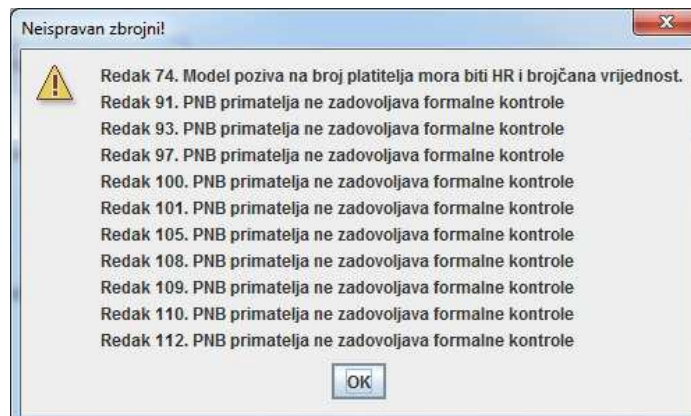 Neispravan zbrojni!
Redak 74. Model poziva na broj platitelja mora biti HR i brojčana vrijednost.
Redak 91. PNB primatelja ne zadovoljava formalne kontrole
Redak 93. PNB primatelja ne zadovoljava formalne kontrole
Redak 97. PNB primatelja ne zadovoljava formalne kontrole
Redak 100. PNB primatelja ne zadovoljava formalne kontrole
Redak 101. PNB primatelja ne zadovoljava formalne kontrole
Redak 105. PNB primatelja ne zadovoljava formalne kontrole
Redak 108. PNB primatelja ne zadovoljava formalne kontrole
Redak 109. PNB primatelja ne zadovoljava formalne kontrole
Redak 110. PNB primatelja ne zadovoljava formalne kontrole
Redak 112. PNB primatelja ne zadovoljava formalne kontrole
OK